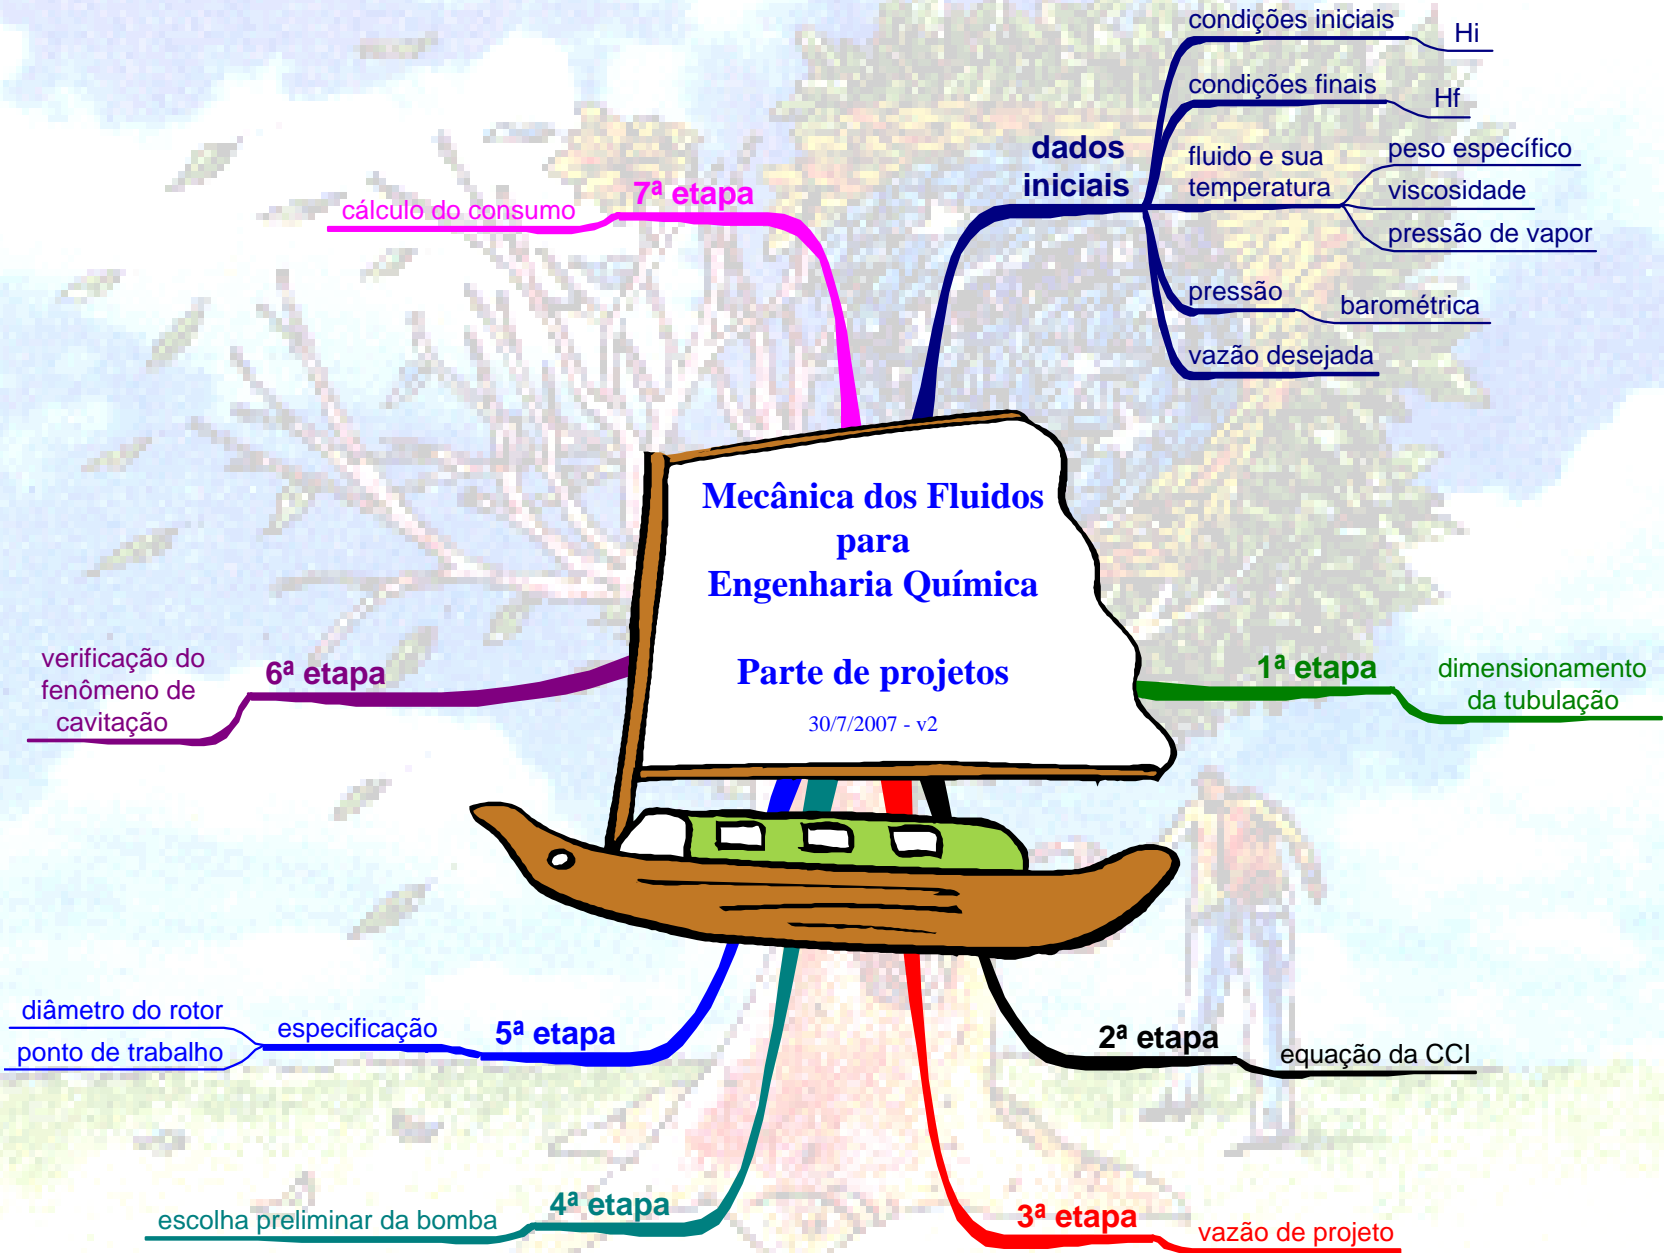 Mecânica dos Fluidos
para
Engenharia Química
Parte de projetos
30/7/2007 - v2
dados
iniciais
condições iniciais
Hi
condições finais
Hf
fluido e sua
temperatura
peso específico
viscosidade
pressão de vapor
pressão
barométrica
vazão desejada
1ª etapa
dimensionamento
da tubulação
2ª etapa
equação da CCI
3ª etapa
vazão de projeto
4ª etapa
escolha preliminar da bomba
5ª etapa
especificação
diâmetro do rotor
ponto de trabalho
6ª etapa
verificação do
fenômeno de
cavitação
7ª etapa
cálculo do consumo